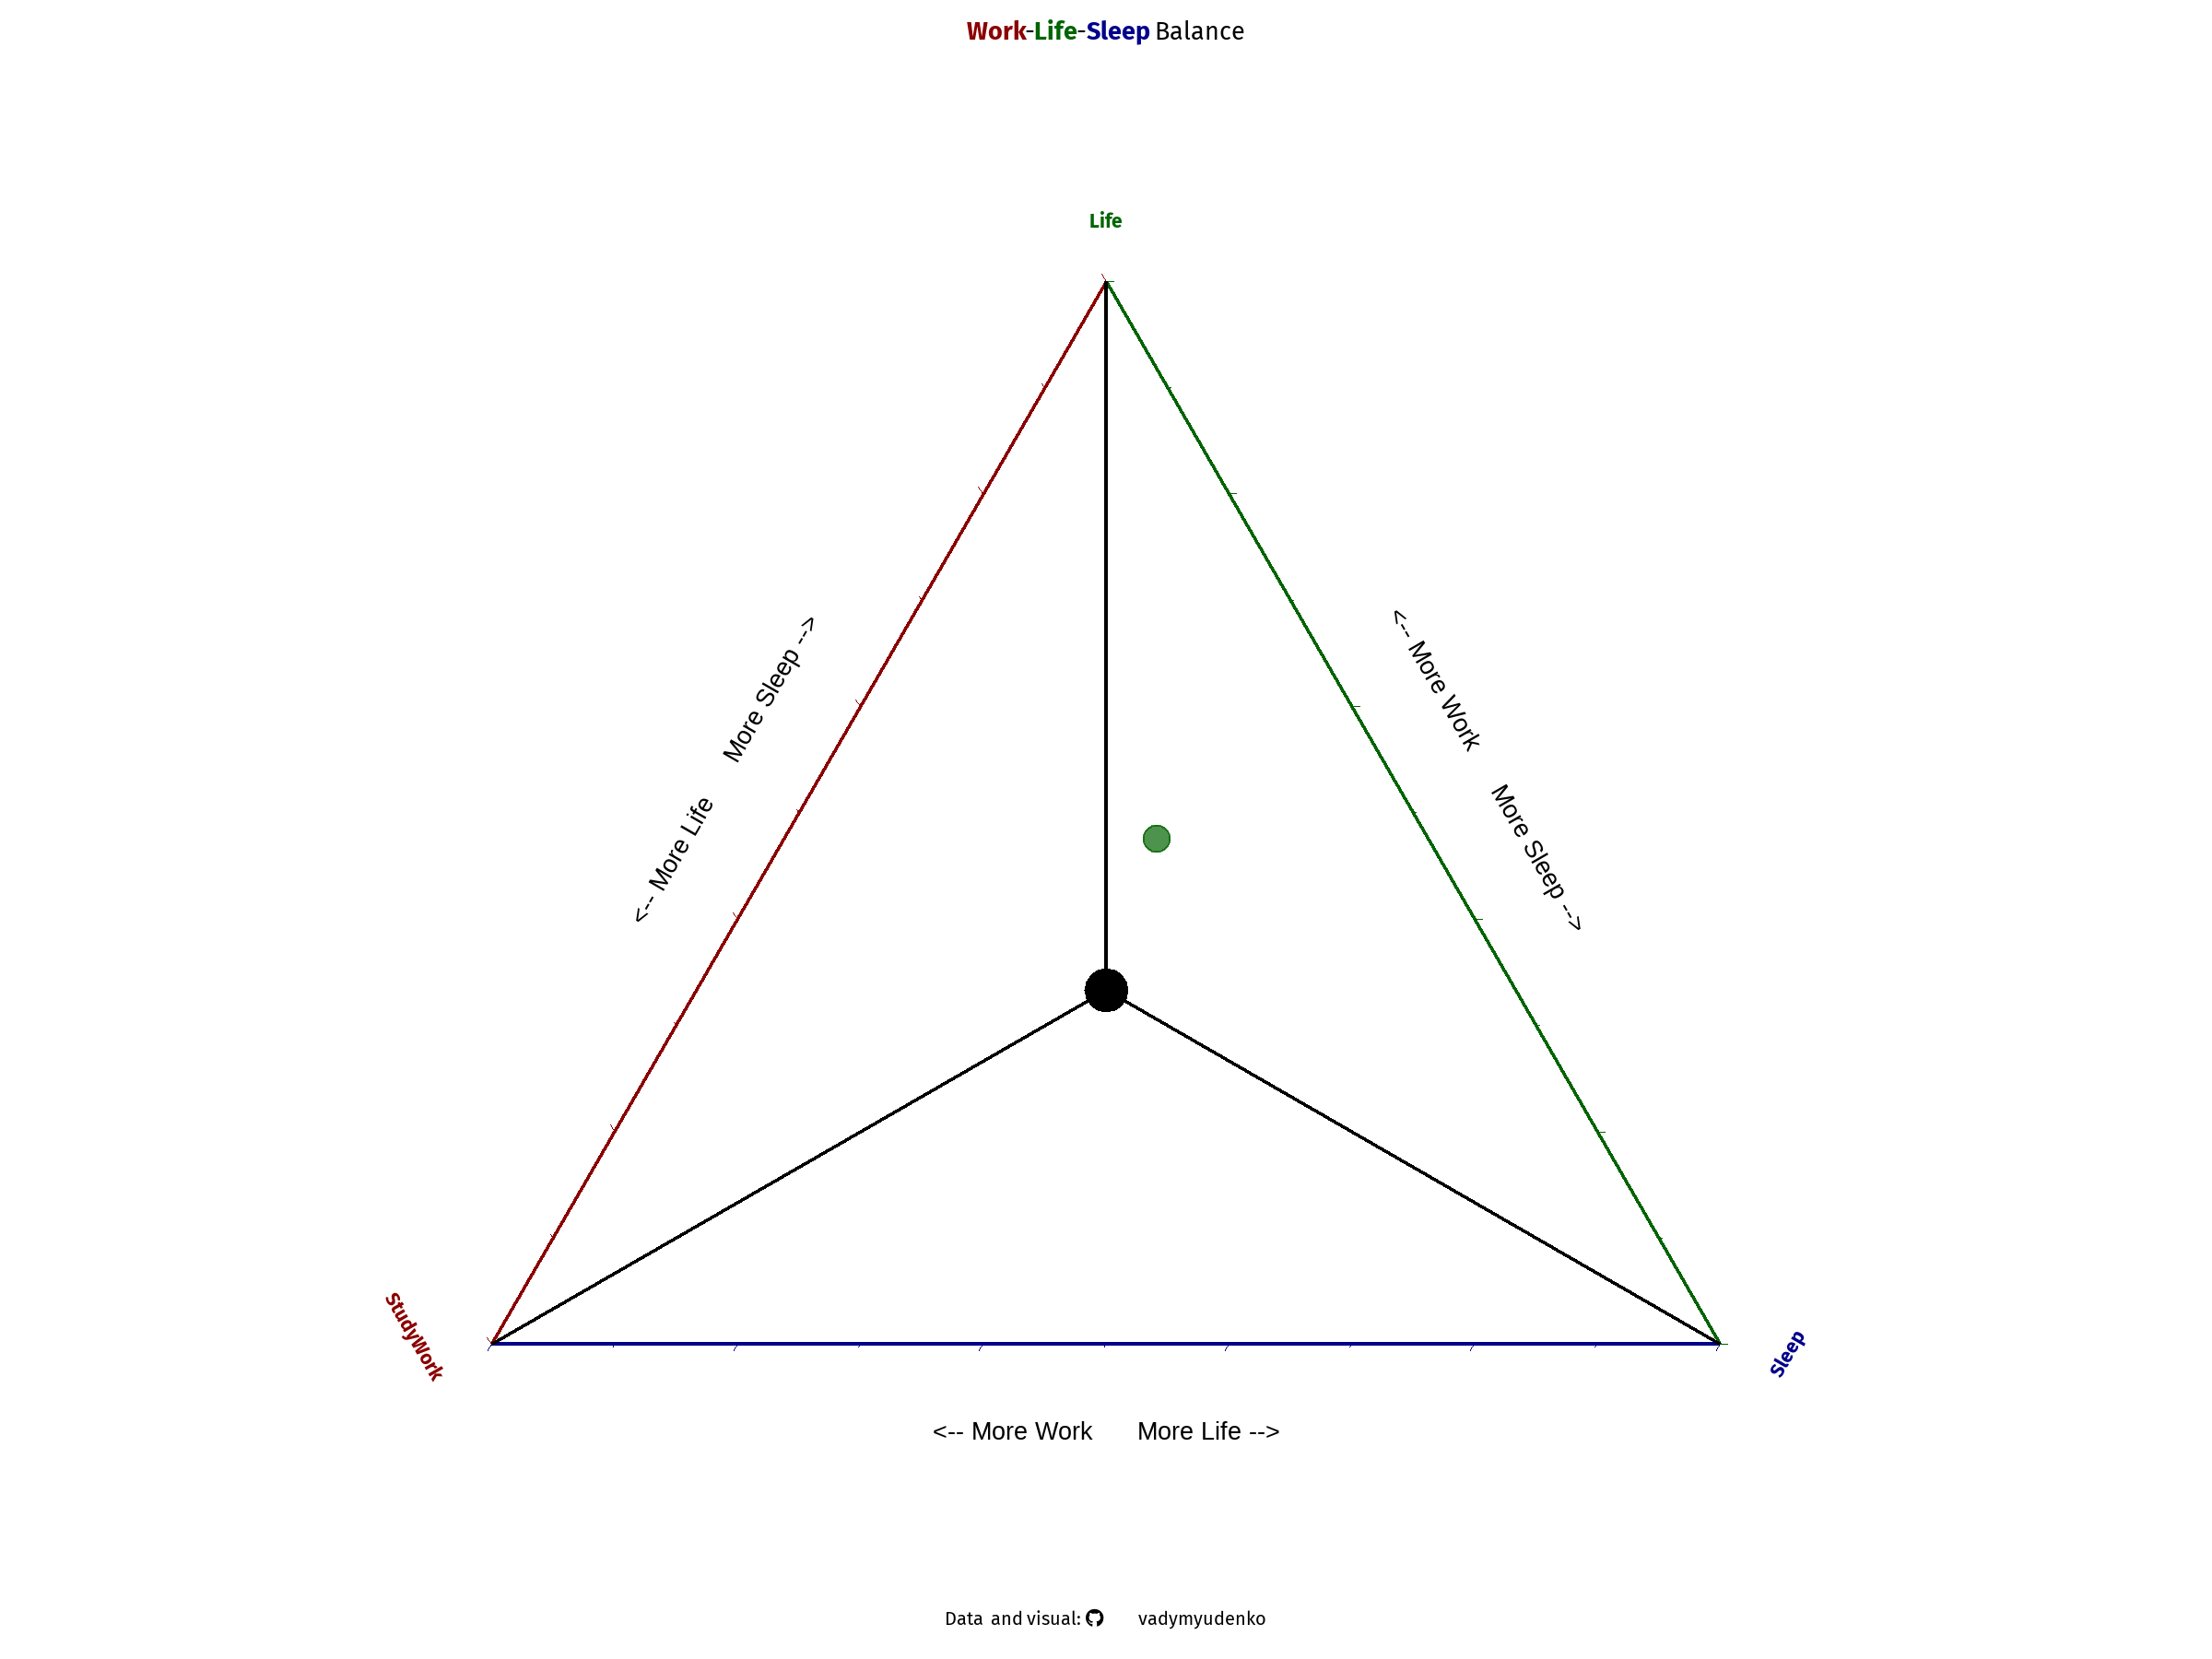 Work-Life-Sleep Balance
Life
<-- More Life       More Sleep -->
<-- More Work       More Sleep -->
StudyWork
Sleep
<-- More Work       More Life -->
Data and visual: vadymyudenko